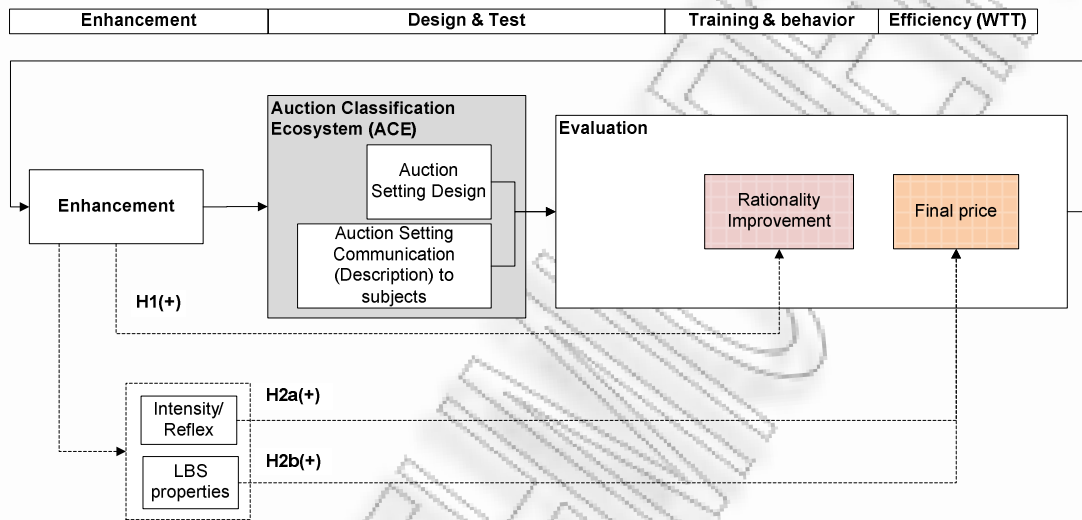 Enhancement
Design & Test
Training & behavior
Efficiency (WTT)
Auction Classification
Ecosystem (ACE)
Auction
Setting Design
Auction Setting
Communication
(Description) to
subjects
Evaluation
Rationality
Improvement
Final price
Enhancement
H1(+)
H2a(+)
Intensity/
Reflex
H2b(+)
LBS
properties